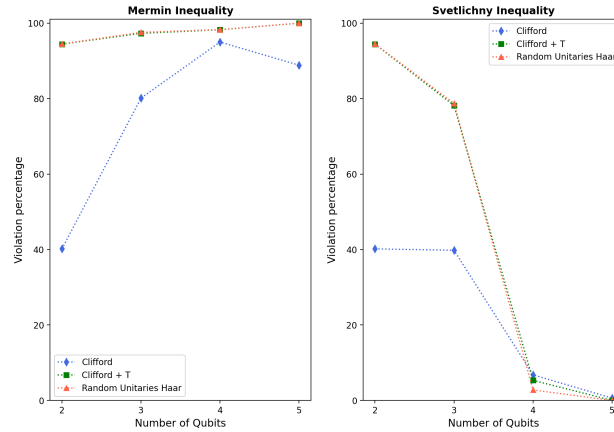 Mermin Inequality
Violation percentage
100
80
60
40
20
0
Clifford
Clifford + T
Random Unitaries Haar
2 3 4 5
Number of Qubits
Svetlichny Inequality
Violation percentage
100
80
60
40
20
0
Clifford
Clifford + T
Random Unitaries Haar
2 3 4 5
Number of Qubits